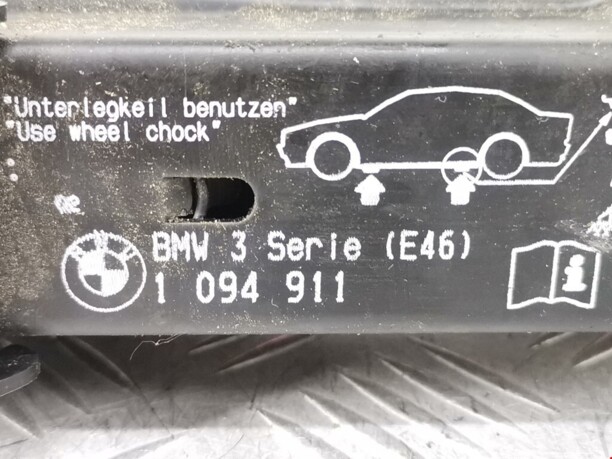 "Unterlegkeil benutzen"
"Use wheel chock"
BMW 3 Serie (E46)
1 094 911